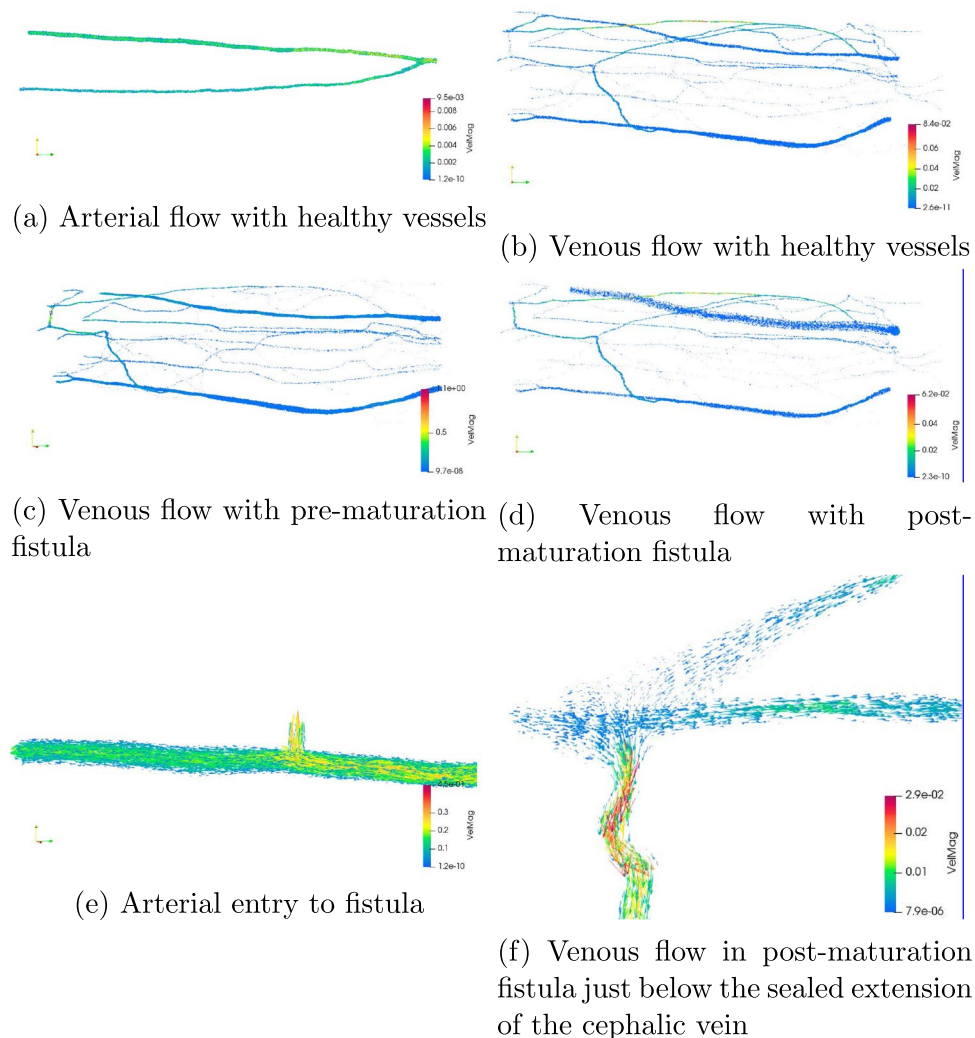 9.5e-03
0.008
0.006
0.004
0.002
1.2e-10
VelMag
(a) Arterial flow with healthy vessels
8.4e-02
0.06
0.04
0.02
2.6e-11
VelMag
(b) Venous flow with healthy vessels
1.1e+00
0.5
9.7e-08
VelMag
(c) Venous flow with pre-maturation
fistula
6.2e-02
0.04
0.02
2.3e-10
VelMag
(d) Venous flow with post-
maturation fistula
0.3
0.2
0.1
1.2e-10
VelMag
(e) Arterial entry to fistula
2.9e-02
0.02
0.01
7.9e-06
VelMag
(f) Venous flow in post-maturation
fistula just below the sealed extension
of the cephalic vein